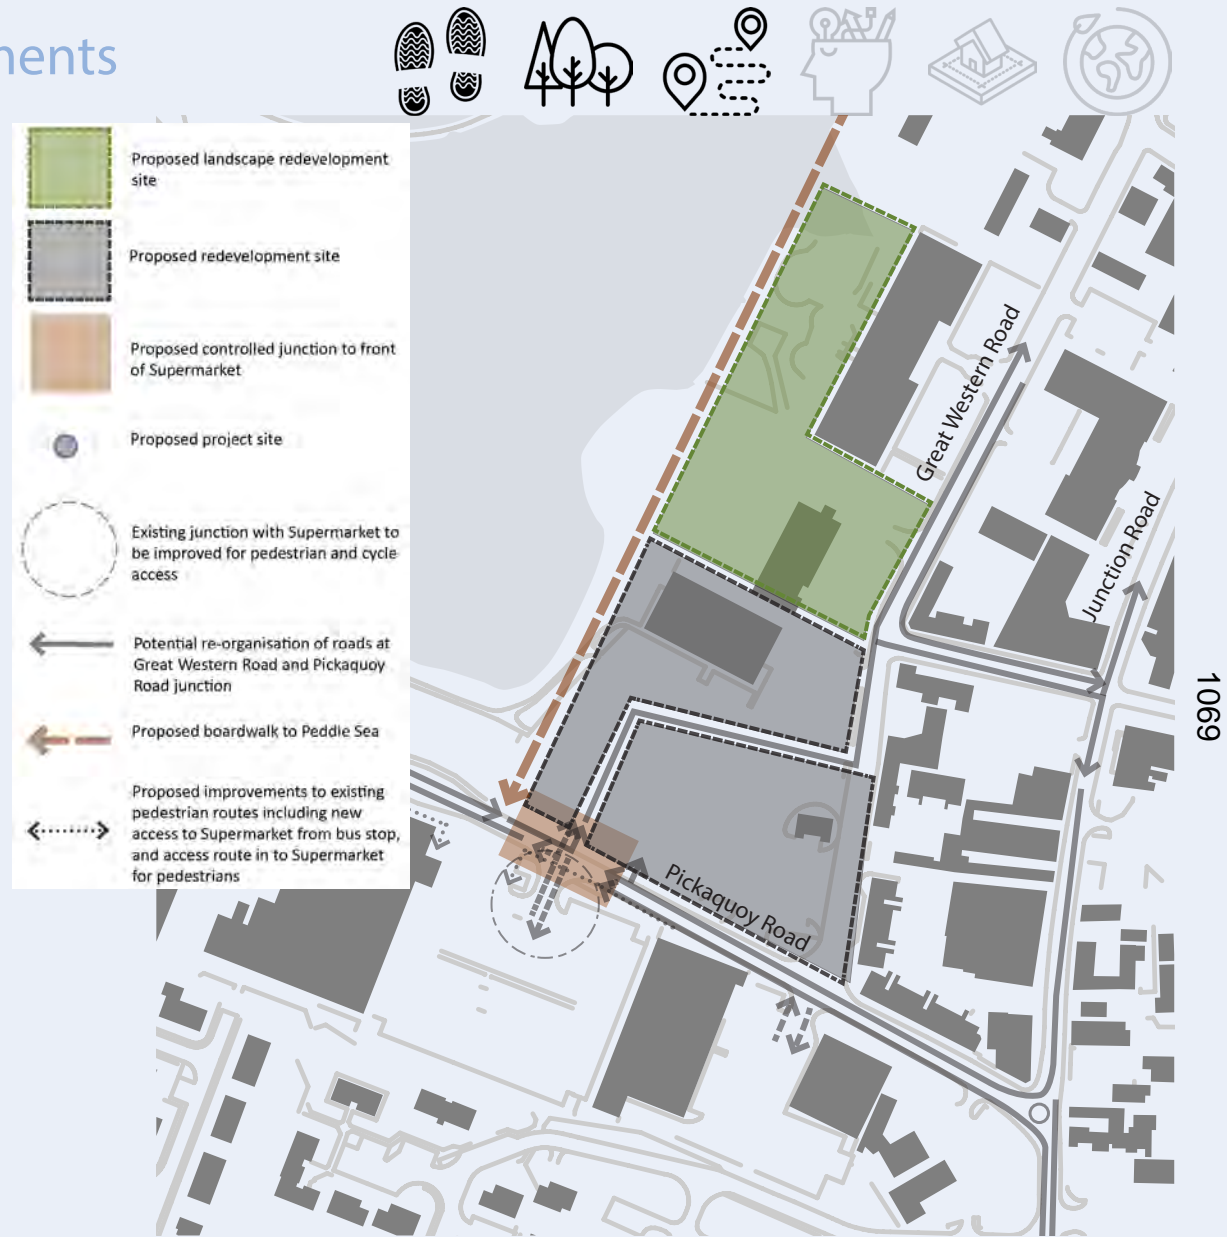 ments
Proposed landscape redevelopment
site
Proposed redevelopment site
Proposed controlled junction to front
of Supermarket
Proposed project site
Existing junction with Supermarket to
be improved for pedestrian and cycle
access
Potential re-organisation of roads at
Great Western Road and Pickaquoy
Road junction
Proposed boardwalk to Peddie Sea
Proposed improvements to existing
pedestrian routes including new
access to Supermarket from bus stop,
and access route in to Supermarket
for pedestrians
Great Western Road
Junction Road
Pickaquoy Road
1069